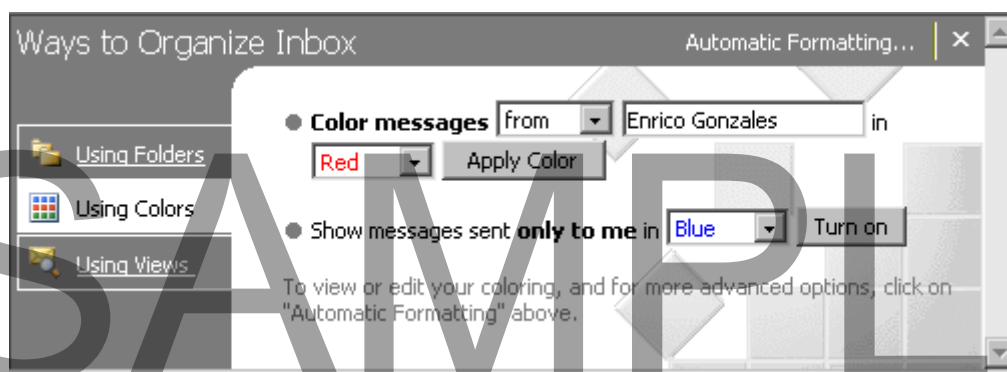 Ways to Organize Inbox Automatic Formatting...
Color messages from Enrico Gonzales in
Red Apply Color
Using Folders
Using Colors
Using Views
Show messages sent only to me in Blue Turn on
To view or edit your coloring, and for more advanced options, click on
"Automatic Formatting" above.
SAMPL